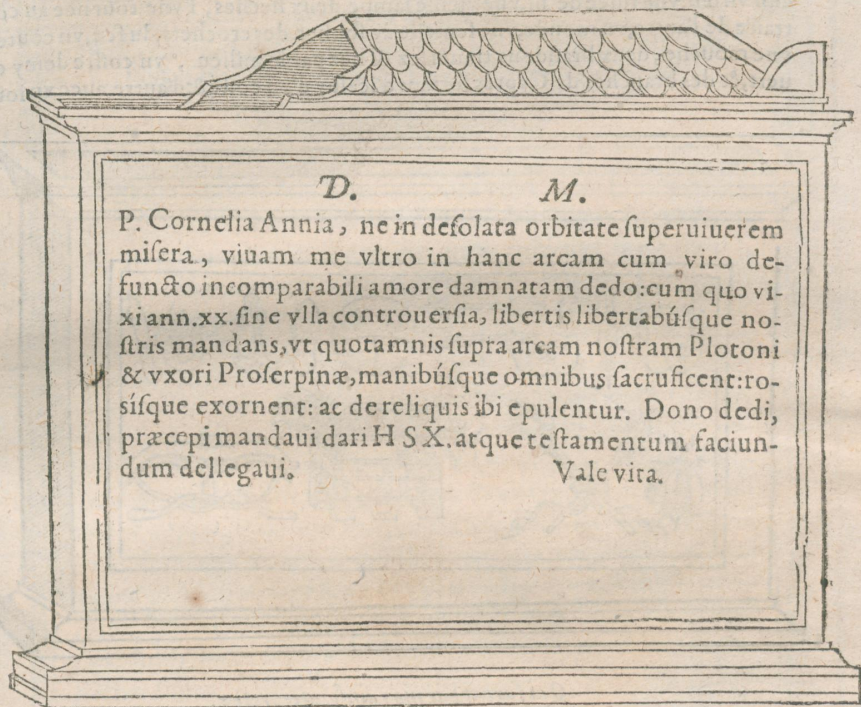 D. M.
P. Cornelia Annia, ne in desolata orbitate superuiuerem
misera, viuam me vltro in hanc arcam cum viro de-
functo incomparabili amore damnatam dedo: cum quo vi-
xi ann. xx. sine vlla controuersia, libertis libertabúsque no-
stris mandans, vt quotamnis supra arcam nostram Plotoni
& vxori Proserpinæ, manibúsque omnibus sacruficent: ro-
sísque exornent: ac de reliquis ibi epulentur. Dono dedi,
præcepi mandaui dari H S X. atque testamentum faciun-
dum dellegaui. Vale vita.